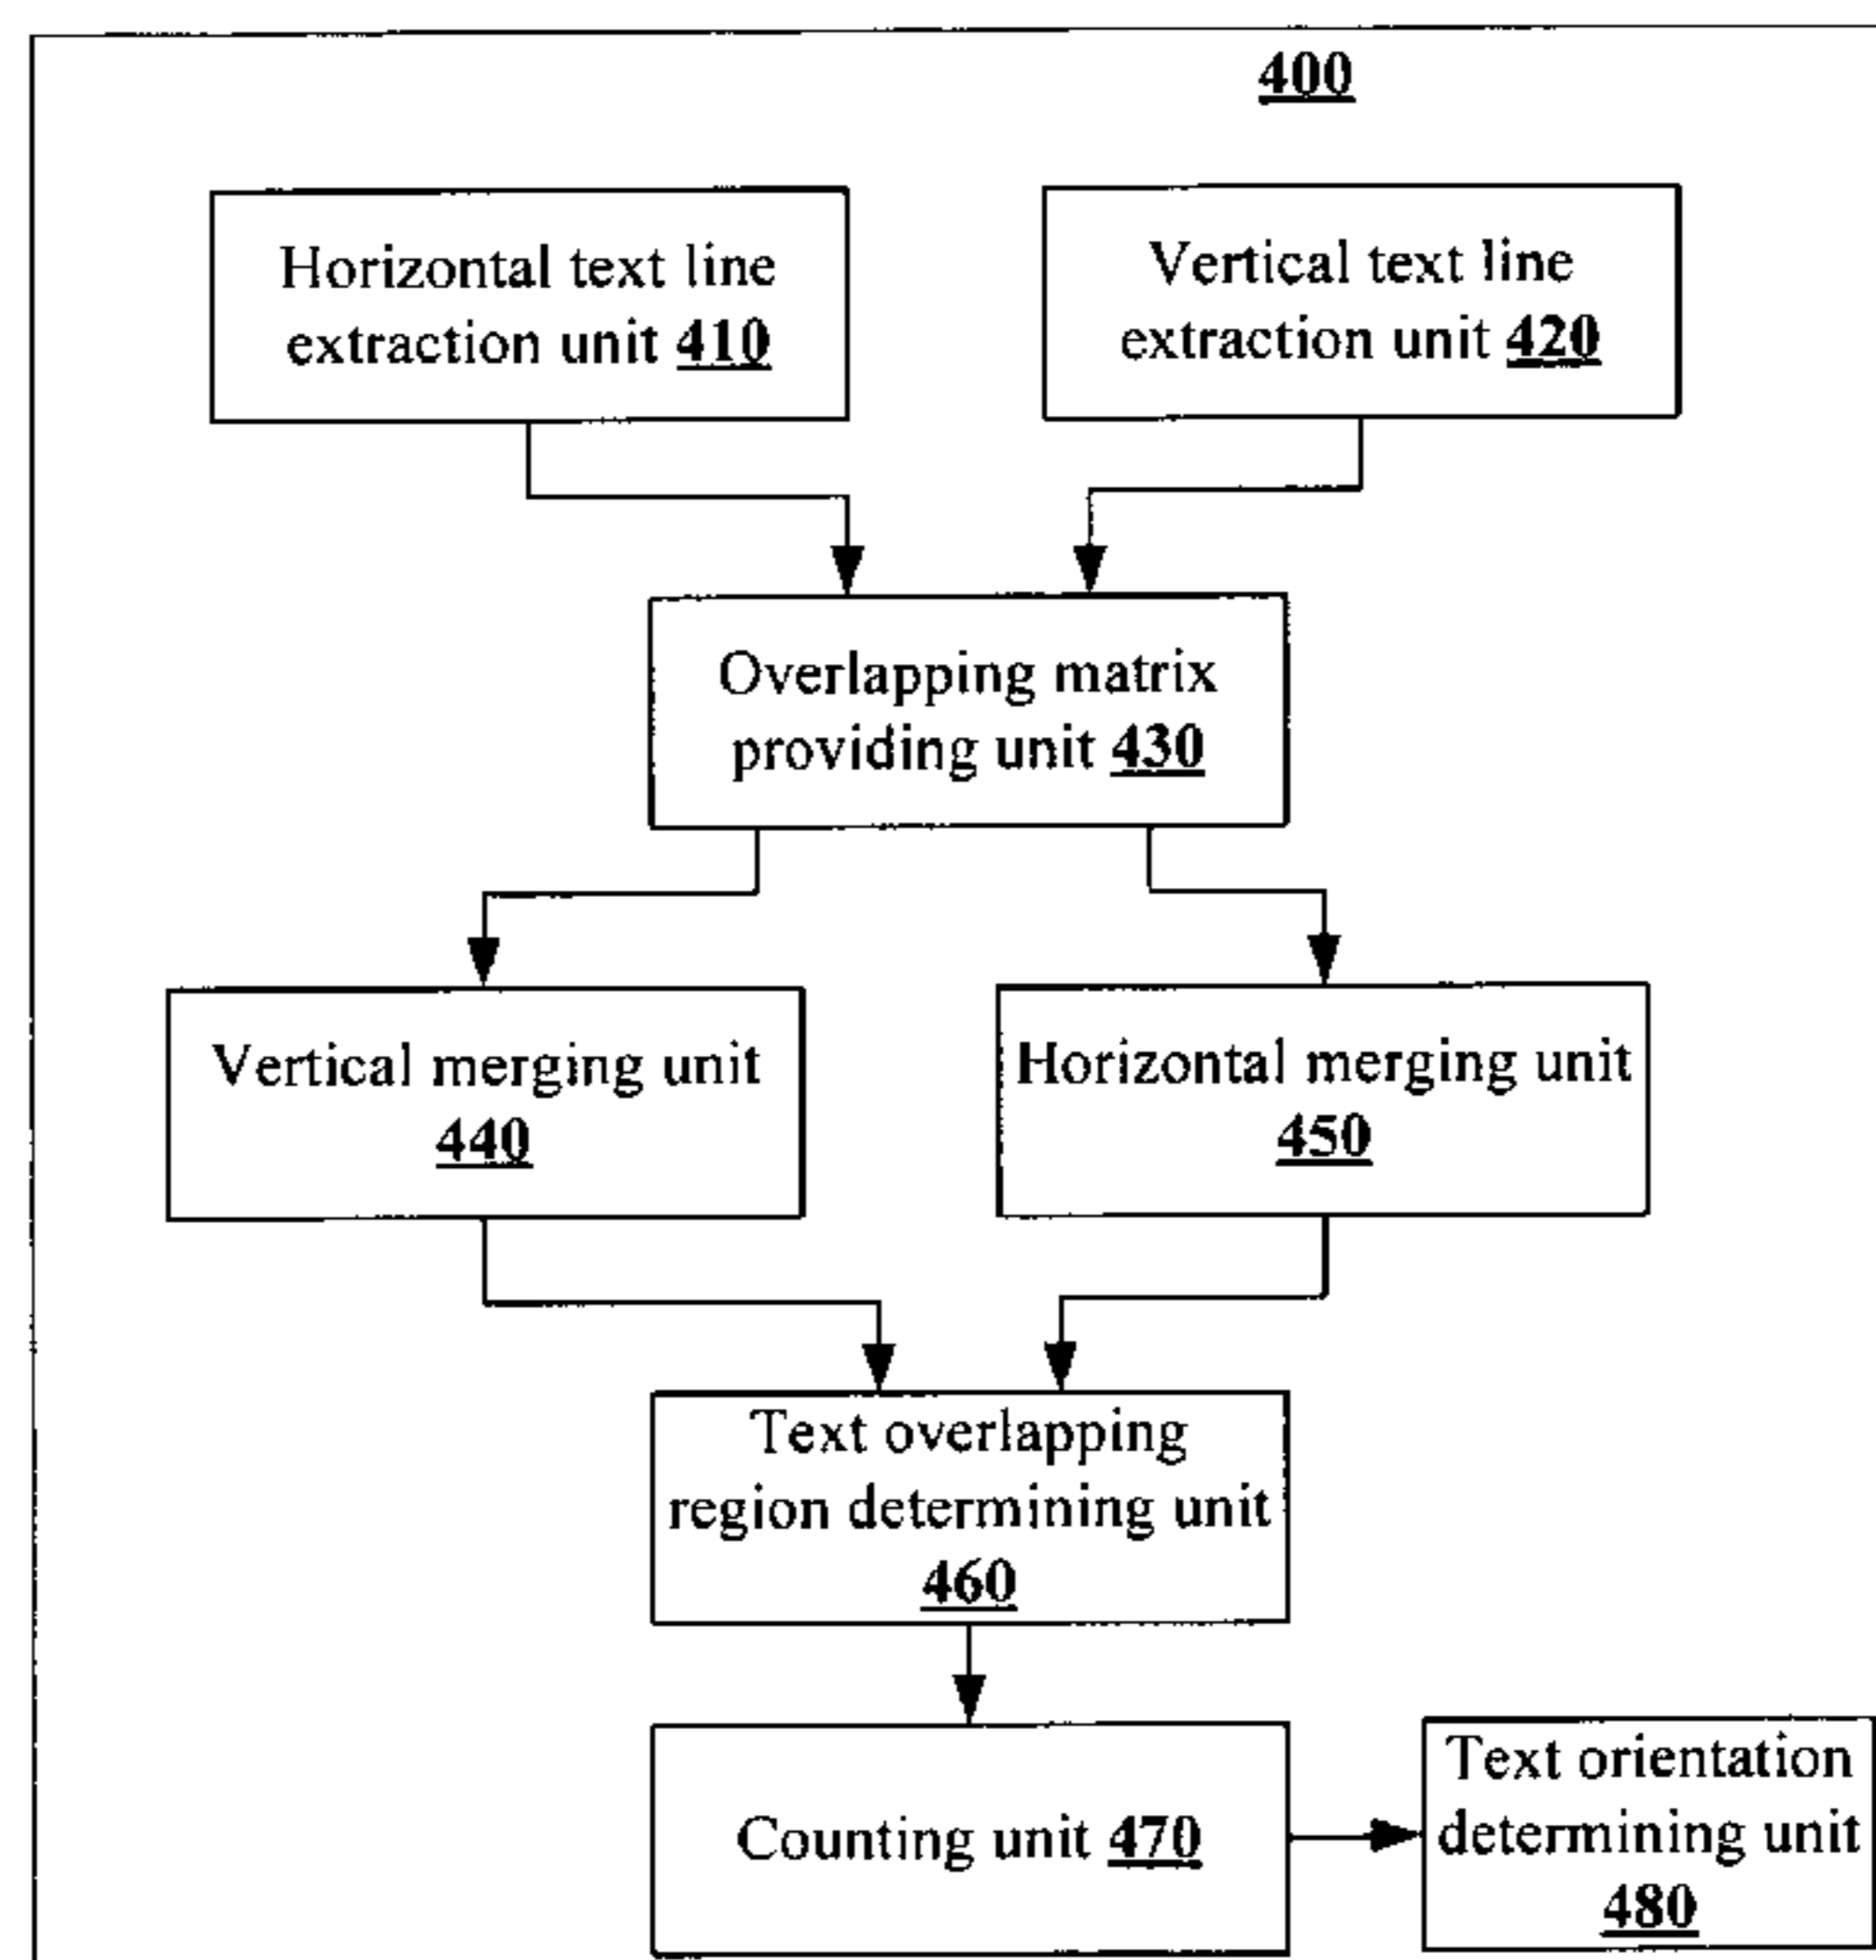 400
Horizontal text line
extraction unit 410
Vertical text line
extraction unit 420
Overlapping matrix
providing unit 430
Vertical merging unit
440
Horizontal merging unit
450
Text overlapping
region determining unit
460
Counting unit 470
Text orientation
determining unit
480